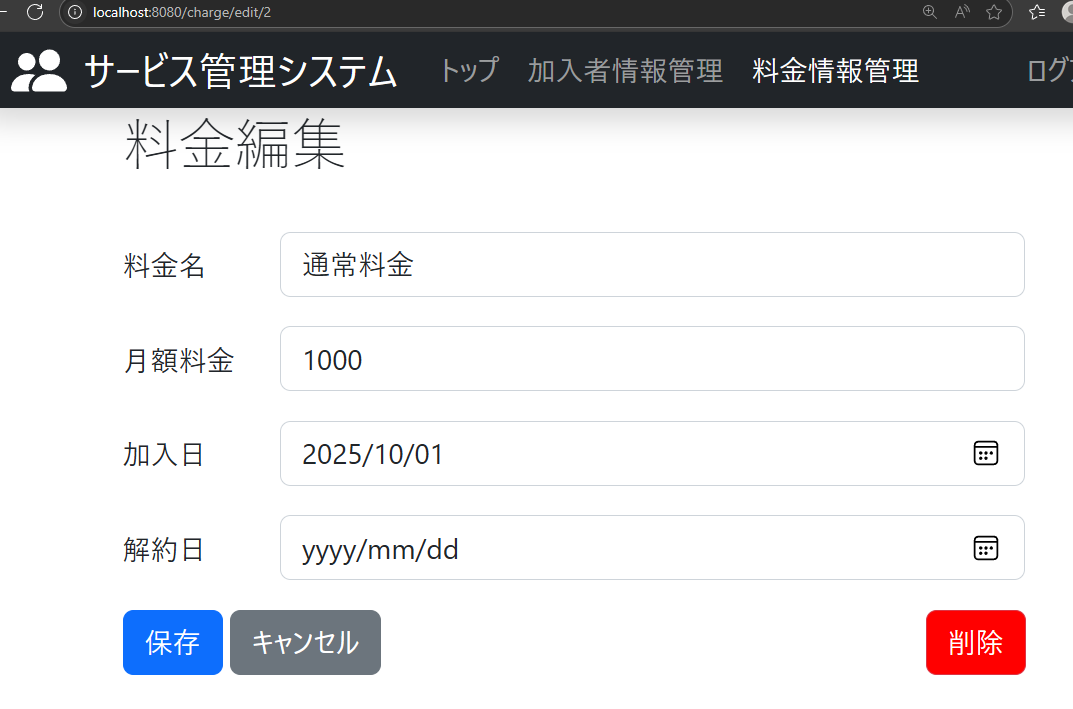 localhost:8080/charge/edit/2
サービス管理システム トップ 加入者情報管理 料金情報管理 ログ
料金編集
料金名 通常料金
月額料金 1000
加入日 2025/10/01
解約日 yyyy/mm/dd
保存 キャンセル 削除